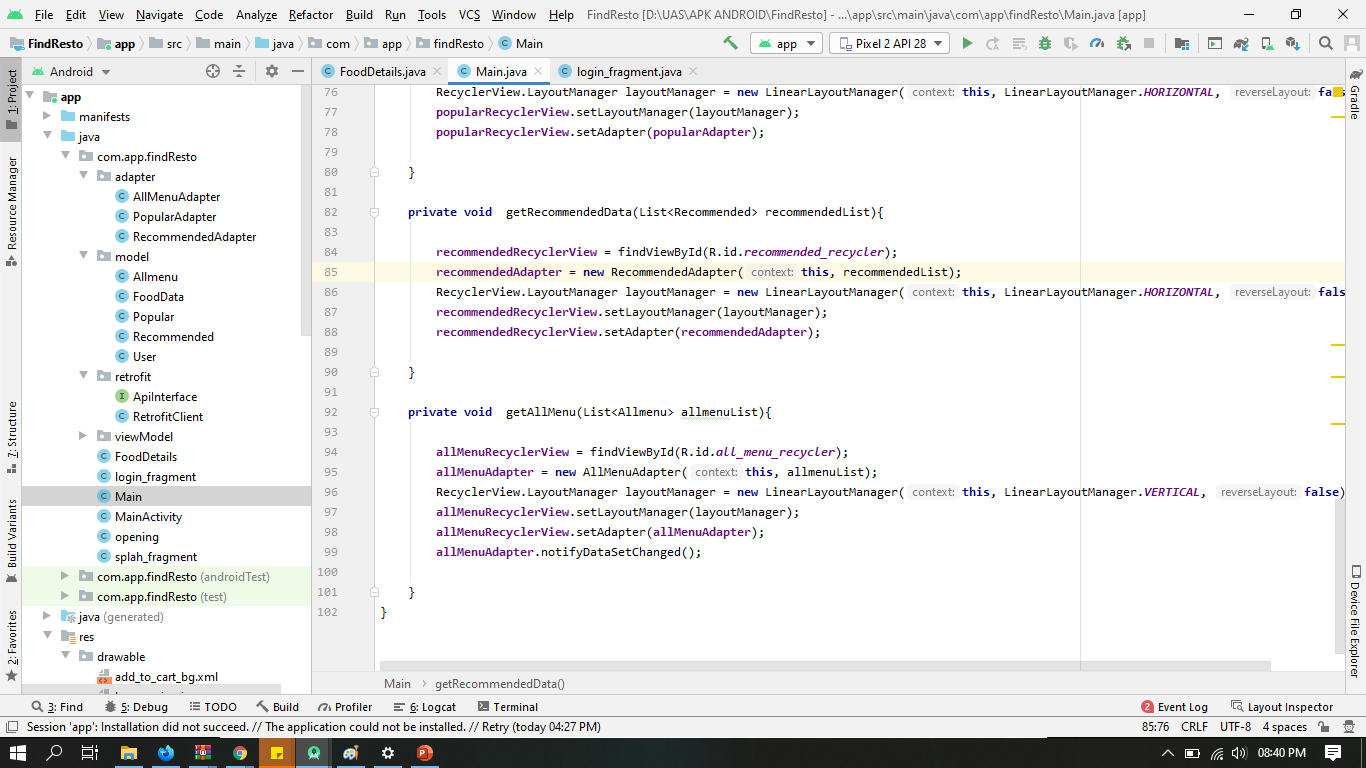 File Edit View Navigate Code Analyze Refactor Build Run Tools VCS Window Help FindResto [D:\UAS\APK ANDROID\FindResto] - ...\app\src\main\java\com\app\findResto\Main.java [app]
FindResto app src main java com app findResto Main app Pixel 2 API 28
Android FoodDetails.java Main.java login_fragment.java
1: Project
Resource Manager
Z: Structure
Build Variants
2: Favorites
app
manifests
java
com.app.findResto
adapter
AllMenuAdapter
PopularAdapter
RecommendedAdapter
model
Allmenu
FoodData
Popular
Recommended
User
retrofit
ApiInterface
RetrofitClient
viewModel
FoodDetails
login_fragment
Main
MainActivity
opening
splah_fragment
com.app.findResto (androidTest)
com.app.findResto (test)
java (generated)
res
drawable
add_to_cart_bg.xml
76 RecyclerView.LayoutManager layoutManager = new LinearLayoutManager( context: this, LinearLayoutManager.HORIZONTAL, reverseLayout: fals
77 popularRecyclerView.setLayoutManager(layoutManager);
78 popularRecyclerView.setAdapter(popularAdapter);
79
80 }
81
82 private void getRecommendedData(List<Recommended> recommendedList){
83
84 recommendedRecyclerView = findViewById(R.id.recommended_recycler);
85 recommendedAdapter = new RecommendedAdapter( context: this, recommendedList);
86 RecyclerView.LayoutManager layoutManager = new LinearLayoutManager( context: this, LinearLayoutManager.HORIZONTAL, reverseLayout: fals
87 recommendedRecyclerView.setLayoutManager(layoutManager);
88 recommendedRecyclerView.setAdapter(recommendedAdapter);
89
90 }
91
92 private void getAllMenu(List<Allmenu> allmenuList){
93
94 allMenuRecyclerView = findViewById(R.id.all_menu_recycler);
95 allMenuAdapter = new AllMenuAdapter( context: this, allmenuList);
96 RecyclerView.LayoutManager layoutManager = new LinearLayoutManager( context: this, LinearLayoutManager.VERTICAL, reverseLayout: false)
97 allMenuRecyclerView.setLayoutManager(layoutManager);
98 allMenuRecyclerView.setAdapter(allMenuAdapter);
99 allMenuAdapter.notifyDataSetChanged();
100
101 }
102 }
Gradle
Device File Explorer
Main getRecommendedData()
3: Find 5: Debug TODO Build Profiler 6: Logcat Terminal 2 Event Log Layout Inspector
Session 'app': Installation did not succeed. // The application could not be installed. // Retry (today 04:27 PM) 85:76 CRLF UTF-8 4 spaces
08:40 PM